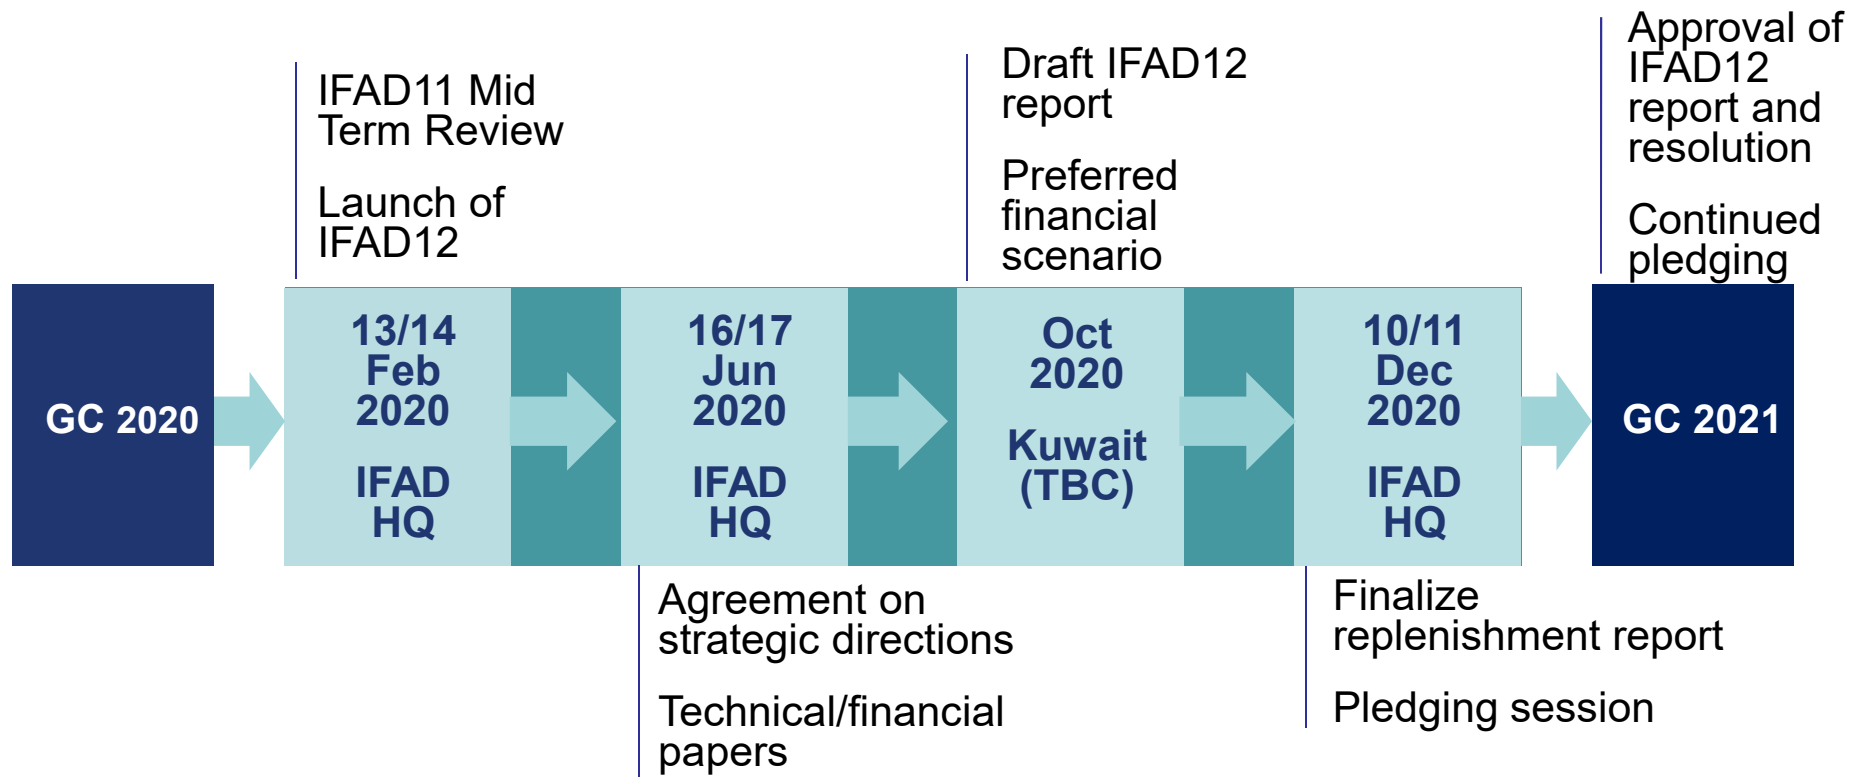 IFAD11 Mid
Term Review
Launch of
IFAD12
Draft IFAD12
report
Preferred
financial
scenario
Approval of
IFAD12
report and
resolution
Continued
pledging
GC 2020
13/14
Feb
2020
IFAD
HQ
16/17
Jun
2020
IFAD
HQ
Oct
2020
Kuwait
(TBC)
10/11
Dec
2020
IFAD
HQ
GC 2021
Agreement on
strategic directions
Technical/financial
papers
Finalize
replenishment report
Pledging session